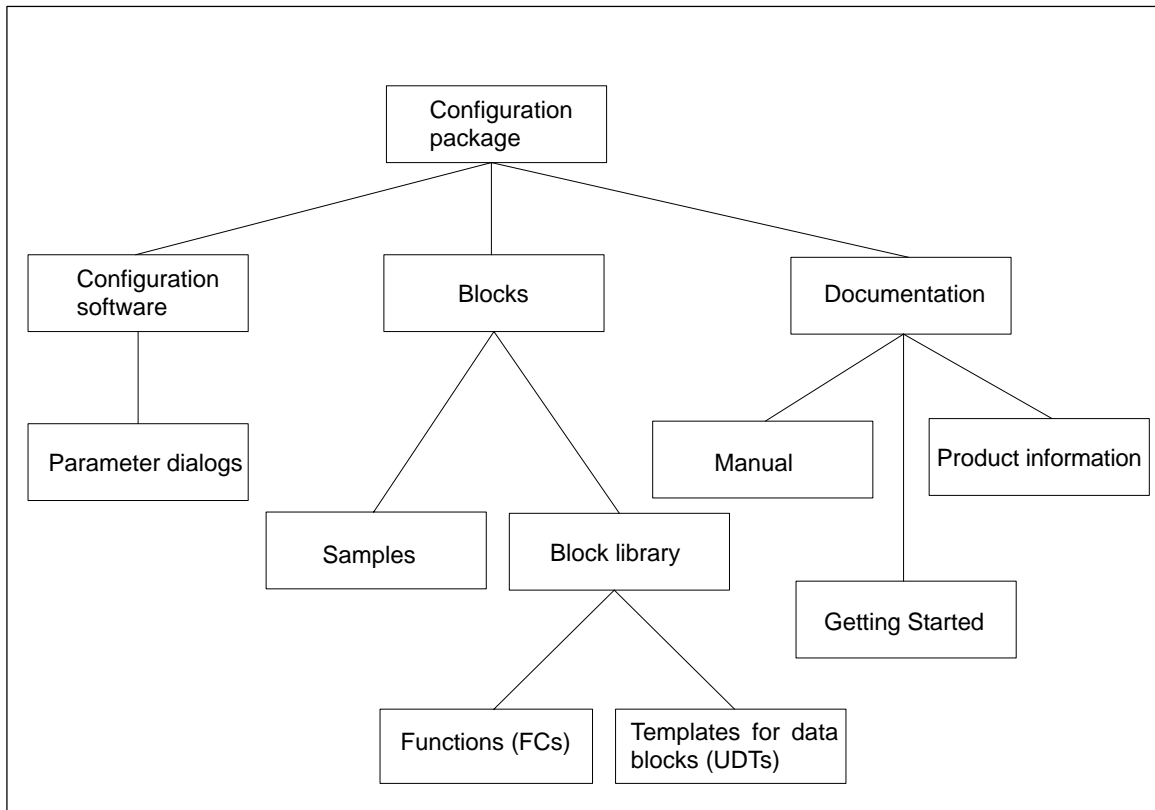 Configuration
package
Configuration
software
Blocks
Documentation
Parameter dialogs
Manual
Product information
Samples
Block library
Getting Started
Functions (FCs)
Templates for data
blocks (UDTs)